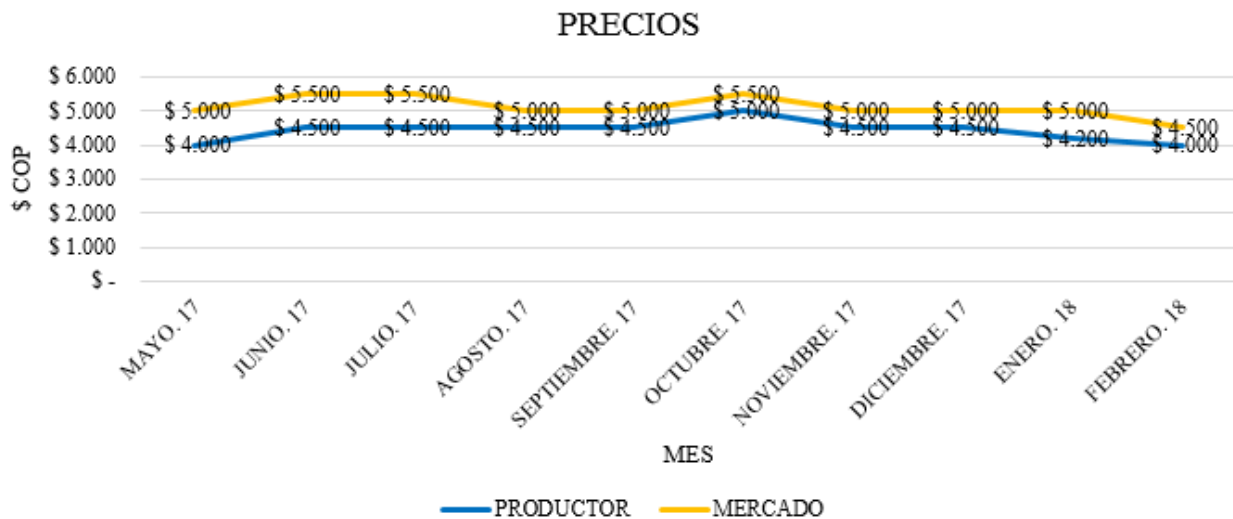 PRECIOS
$ 6.000
$ 5.000
$ 4.000
$ 3.000
$ 2.000
$ 1.000
$ -
$ COP
$ 5.000 $ 5.500 $ 5.500 $ 5.000 $ 5.000 $ 5.500 $ 5.000 $ 5.000 $ 5.000 $ 4.500
$ 4.000 $ 4.500 $ 4.500 $ 4.500 $ 4.500 $ 5.000 $ 4.500 $ 4.500 $ 4.200 $ 4.000
MAYO. 17
JUNIO. 17
JULIO. 17
AGOSTO. 17
SEPTIEMBRE. 17
OCTUBRE. 17
NOVIEMBRE. 17
DICIEMBRE. 17
ENERO. 18
FEBRERO. 18
MES
PRODUCTOR MERCADO